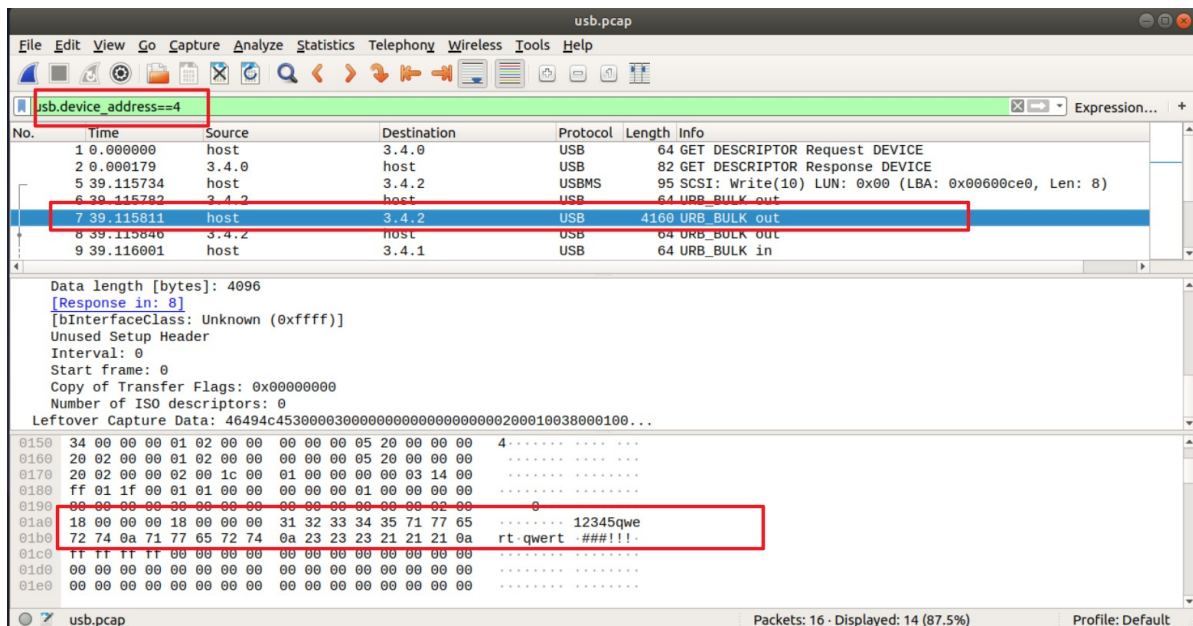 usb.pcap
File Edit View Go Capture Analyze Statistics Telephony Wireless Tools Help
usb.device_address==4 Expression... +
No. Time Source Destination Protocol Length Info
1 0.000000 host 3.4.0 USB 64 GET DESCRIPTOR Request DEVICE
2 0.000179 3.4.0 host USB 82 GET DESCRIPTOR Response DEVICE
5 39.115734 host 3.4.2 USBMS 95 SCSI: Write(10) LUN: 0x00 (LBA: 0x00600ce0, Len: 8)
6 39.115782 3.4.2 host USB 64 URB_BULK out
7 39.115811 host 3.4.2 USB 4160 URB_BULK out
8 39.115846 3.4.2 host USB 64 URB_BULK out
9 39.116001 host 3.4.1 USB 64 URB_BULK in
Data length [bytes]: 4096
[Response in: 8]
[bInterfaceClass: Unknown (0xffff)]
Unused Setup Header
Interval: 0
Start frame: 0
Copy of Transfer Flags: 0x00000000
Number of ISO descriptors: 0
Leftover Capture Data: 46494c4530000300000000000000000000200010038000100...
0150 34 00 00 00 01 02 00 00 00 00 00 05 20 00 00 00 4······· ···· ···
0160 20 02 00 00 01 02 00 00 00 00 00 05 20 00 00 00 ······· ···· ···
0170 20 02 00 00 02 00 1c 00 01 00 00 00 00 03 14 00 ······· ········
0180 ff 01 1f 00 01 01 00 00 00 00 00 01 00 00 00 00 ········ ········
0190 80 00 00 00 30 00 00 00 00 00 00 00 00 00 02 00 ····0··· ········
01a0 18 00 00 00 18 00 00 00 31 32 33 34 35 71 77 65 ········ 12345qwe
01b0 72 74 0a 71 77 65 72 74 0a 23 23 23 21 21 21 0a rt·qwert ·###!!!·
01c0 ff ff ff ff 00 00 00 00 00 00 00 00 00 00 00 00 ········ ········
01d0 00 00 00 00 00 00 00 00 00 00 00 00 00 00 00 00 ········ ········
01e0 00 00 00 00 00 00 00 00 00 00 00 00 00 00 00 00 ········ ········
usb.pcap Packets: 16 · Displayed: 14 (87.5%) Profile: Default